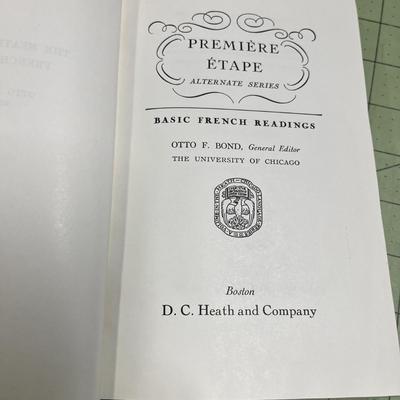 PREMIÈRE
ÉTAPE
ALTERNATE SERIES
BASIC FRENCH READINGS
OTTO F. BOND, General Editor
THE UNIVERSITY OF CHICAGO
Boston
D. C. Heath and Company